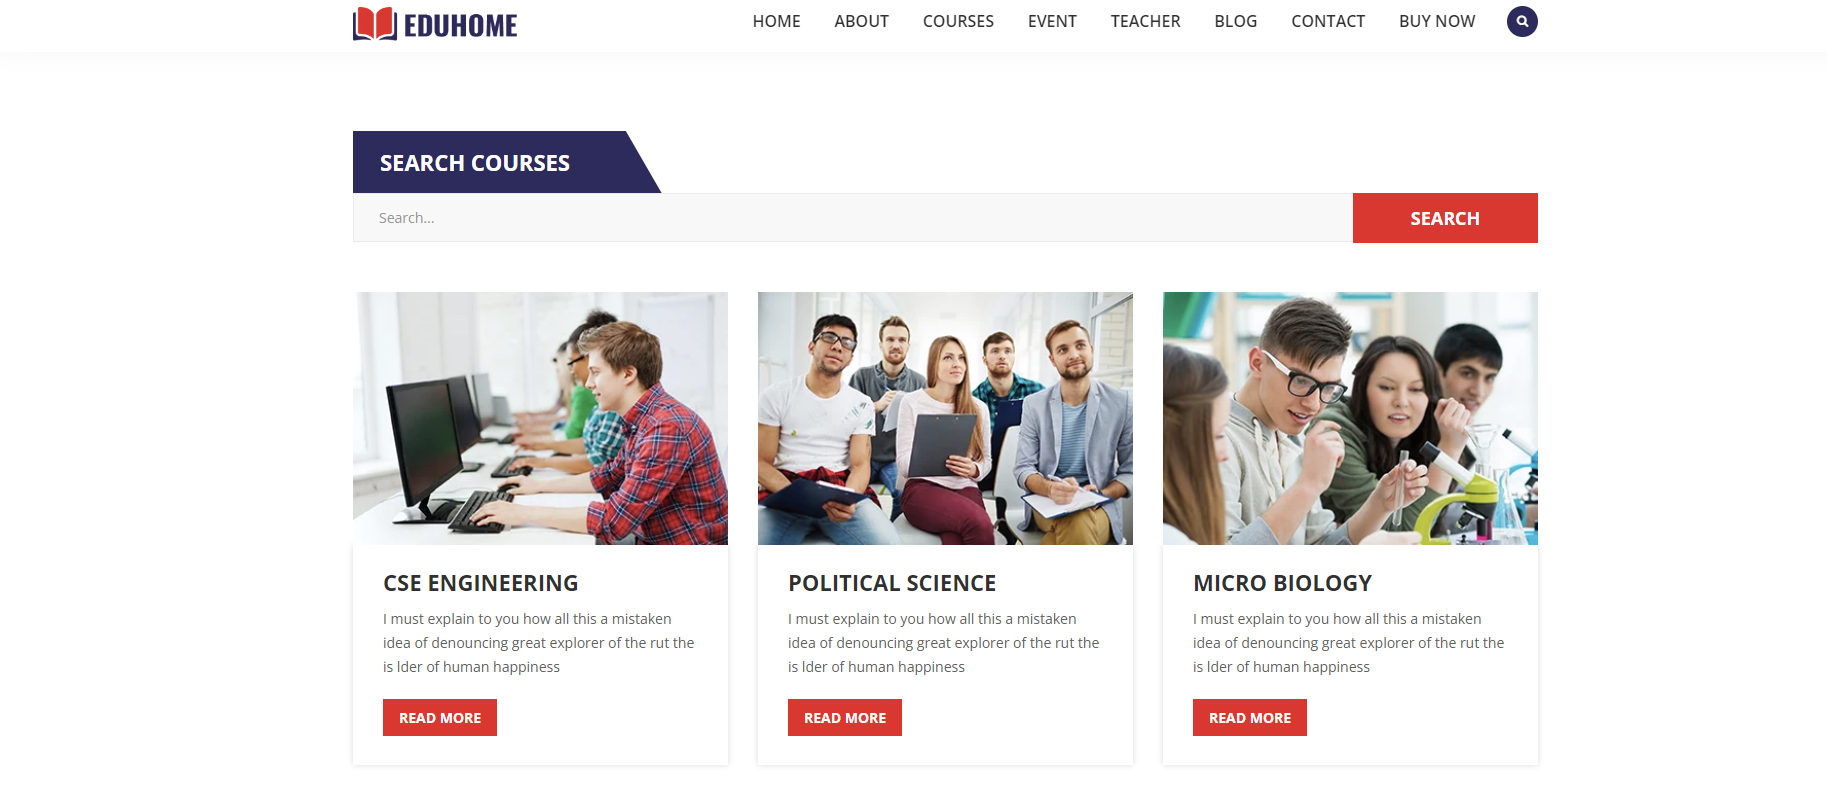 EDUHOME
HOME ABOUT COURSES EVENT TEACHER BLOG CONTACT BUY NOW
SEARCH COURSES
Search...
SEARCH
CSE ENGINEERING
I must explain to you how all this a mistaken
idea of denouncing great explorer of the rut the
is lder of human happiness
READ MORE
POLITICAL SCIENCE
I must explain to you how all this a mistaken
idea of denouncing great explorer of the rut the
is lder of human happiness
READ MORE
MICRO BIOLOGY
I must explain to you how all this a mistaken
idea of denouncing great explorer of the rut the
is lder of human happiness
READ MORE